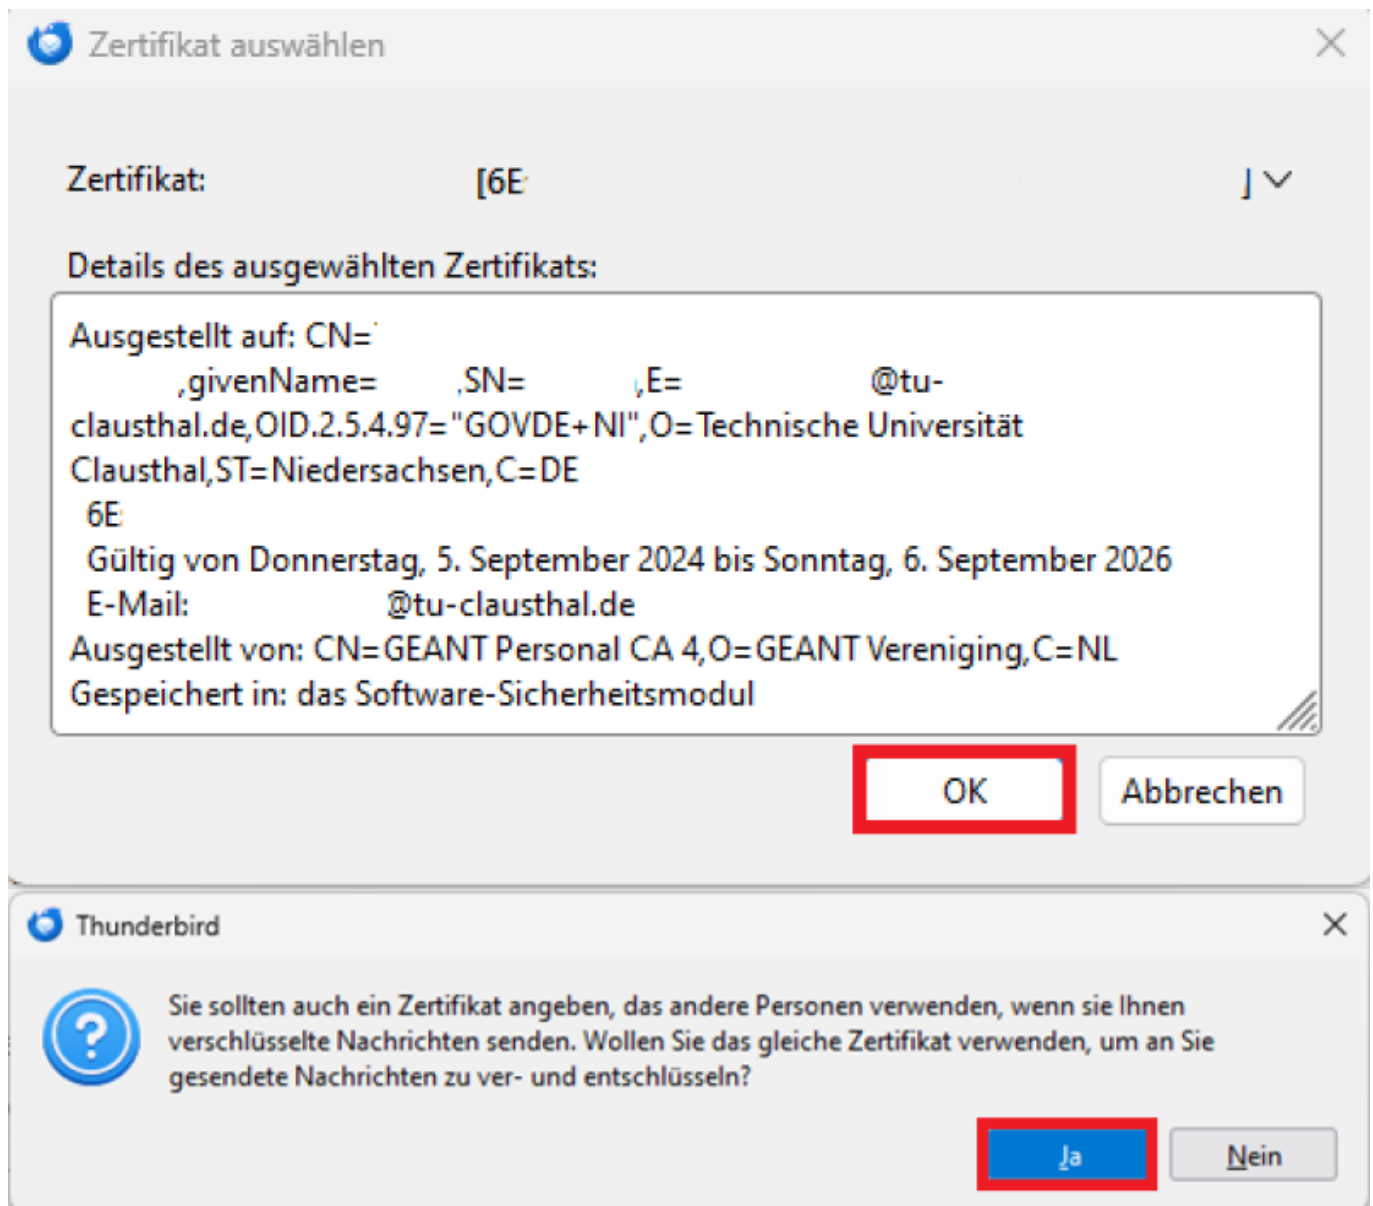 Zertifikat auswählen
Zertifikat: [6E ]
Details des ausgewählten Zertifikats:
Ausgestellt auf: CN=
,givenName= ,SN= ,E= @tu-
clausthal.de,OID.2.5.4.97="GOVDE+NI",O=Technische Universität
Clausthal,ST=Niedersachsen,C=DE
6E
Gültig von Donnerstag, 5. September 2024 bis Sonntag, 6. September 2026
E-Mail: @tu-clausthal.de
Ausgestellt von: CN=GEANT Personal CA 4,O=GEANT Vereniging,C=NL
Gespeichert in: das Software-Sicherheitsmodul
OK Abbrechen
Thunderbird
Sie sollten auch ein Zertifikat angeben, das andere Personen verwenden, wenn sie Ihnen
verschlüsselte Nachrichten senden. Wollen Sie das gleiche Zertifikat verwenden, um an Sie
gesendete Nachrichten zu ver- und entschlüsseln?
Ja Nein